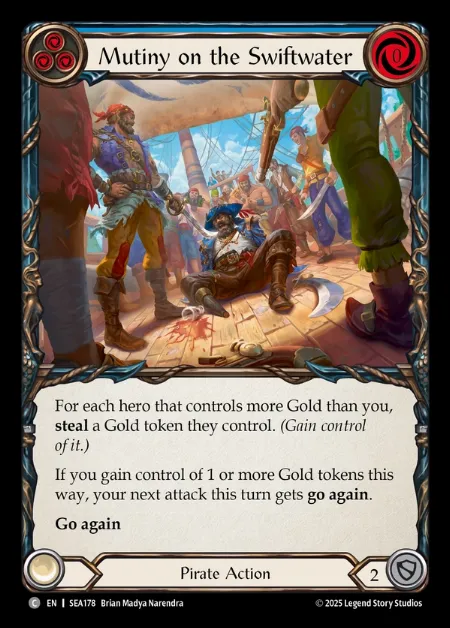 Mutiny on the Swiftwater
0
For each hero that controls more Gold than you,
steal a Gold token they control. (Gain control
of it.)
If you gain control of 1 or more Gold tokens this
way, your next attack this turn gets go again.
Go again
Pirate Action
2
C EN | SEA178 Brian Madya Narendra
© 2025 Legend Story Studios